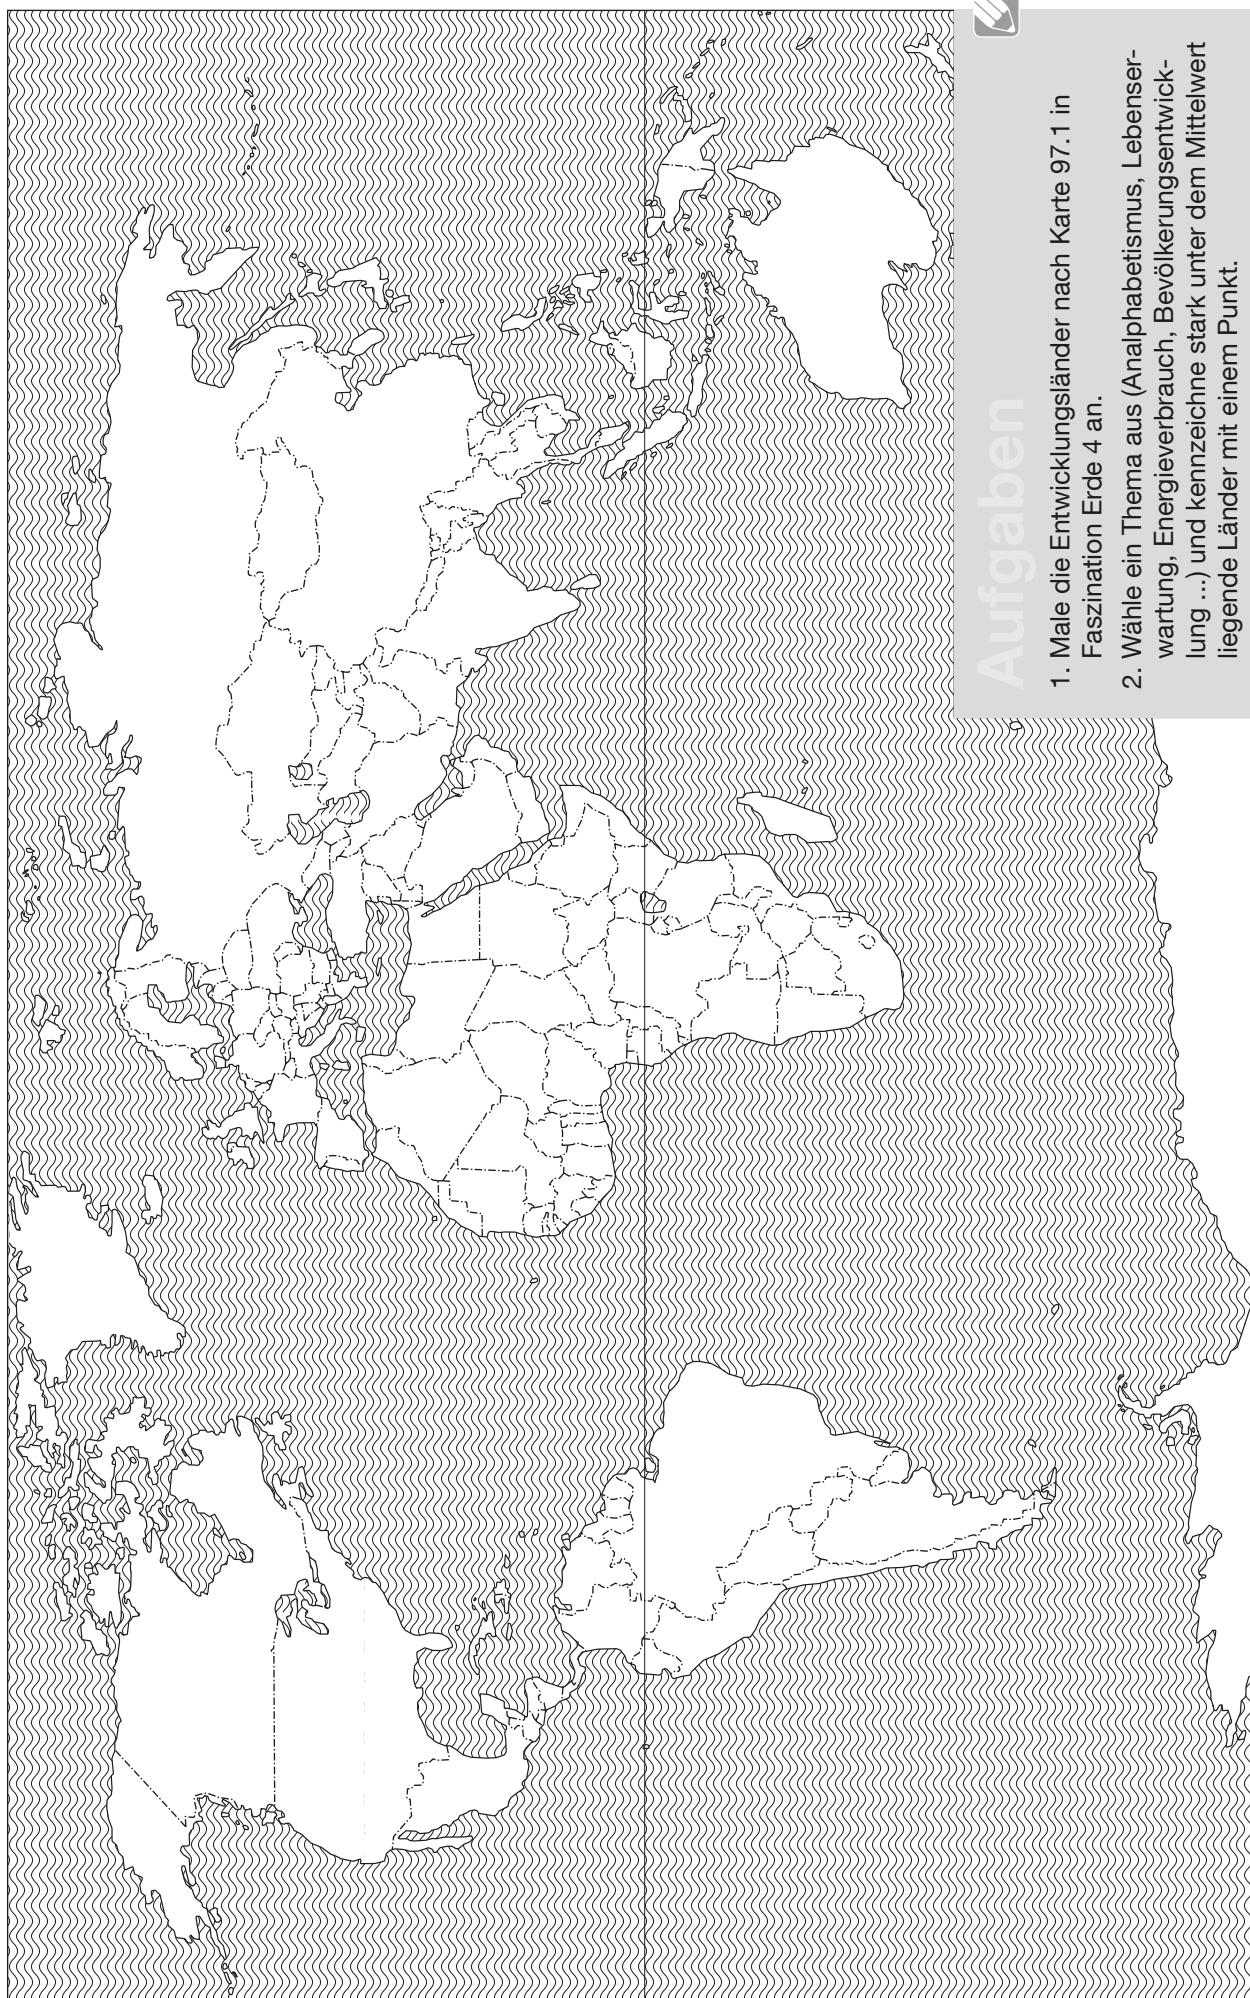 Aufgaben
1. Male die Entwicklungsländer nach Karte 97.1 in
Faszination Erde 4 an.
2. Wähle ein Thema aus (Analphabetismus, Lebenser-
wartung, Energieverbrauch, Bevölkerungsentwick-
lung ...) und kennzeichne stark unter dem Mittelwert
liegende Länder mit einem Punkt.